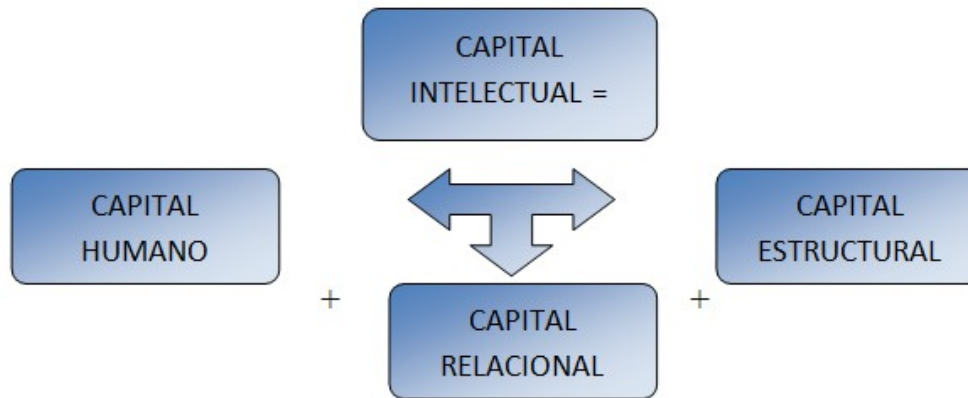 CAPITAL
INTELECTUAL =
CAPITAL
HUMANO
+
CAPITAL
RELACIONAL
+
CAPITAL
ESTRUCTURAL